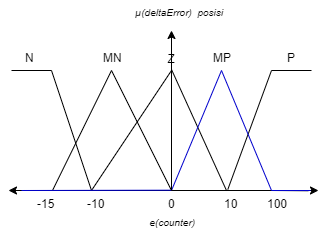 μ(deltaError) posisi
N MN Z MP P
-15 -10 0 10 100
e(counter)